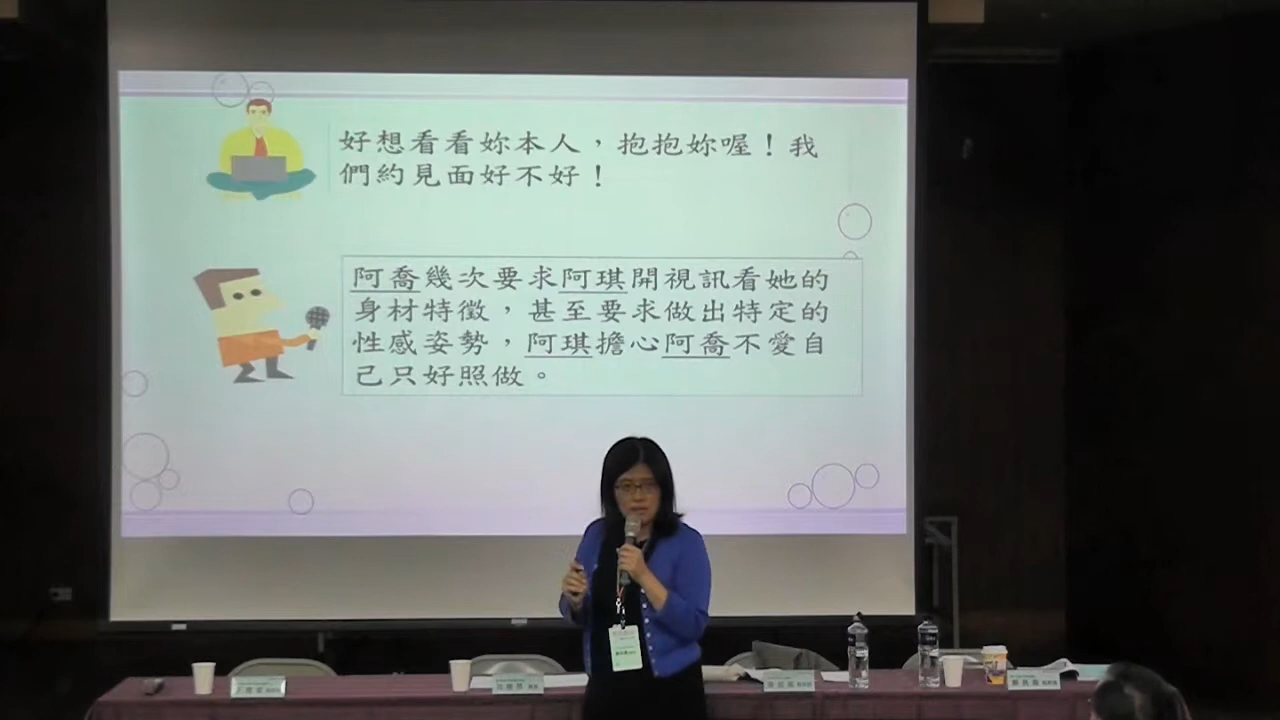 好想看看妳本人，抱抱妳喔！我
們約見面好不好！
阿喬幾次要求阿琪開視訊看她的
身材特徵，甚至要求做出特定的
性感姿勢，阿琪擔心阿喬不愛自
己只好照做。